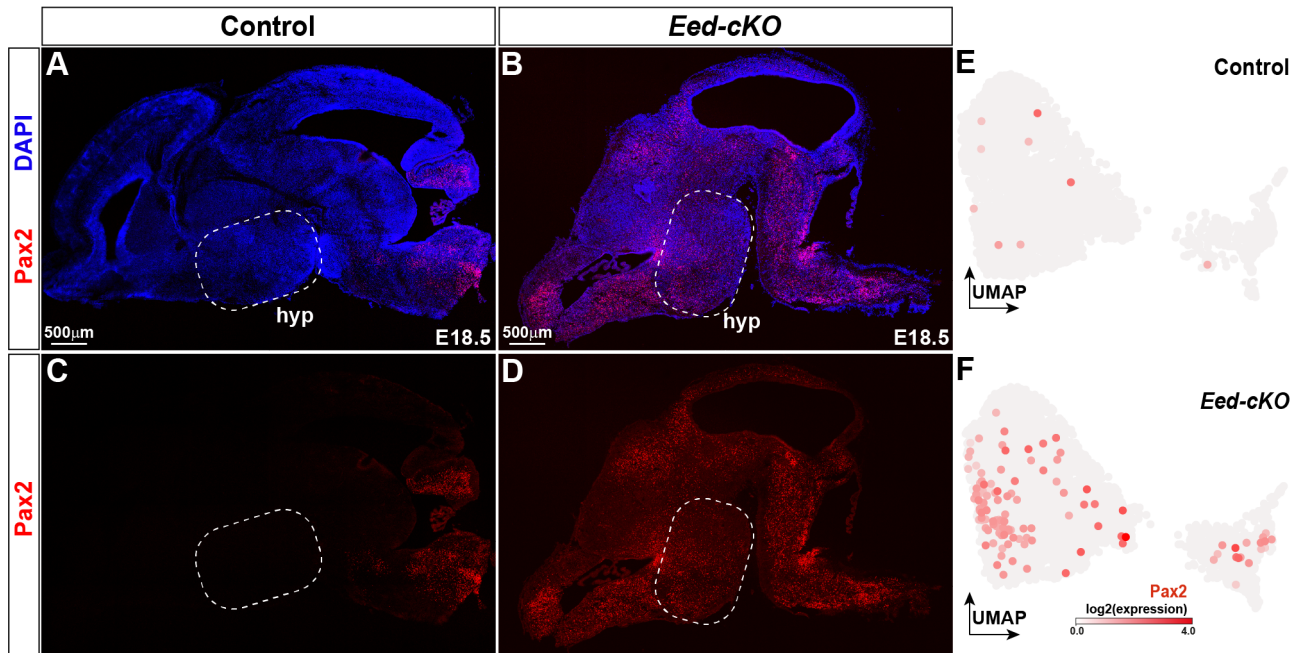 Control
Eed-cKO
DAPI
Pax2
A
500μm
hyp
E18.5
B
500μm
hyp
E18.5
E
Control
UMAP
Pax2
C
D
F
Eed-cKO
UMAP
Pax2
log2(expression)
0.0 4.0